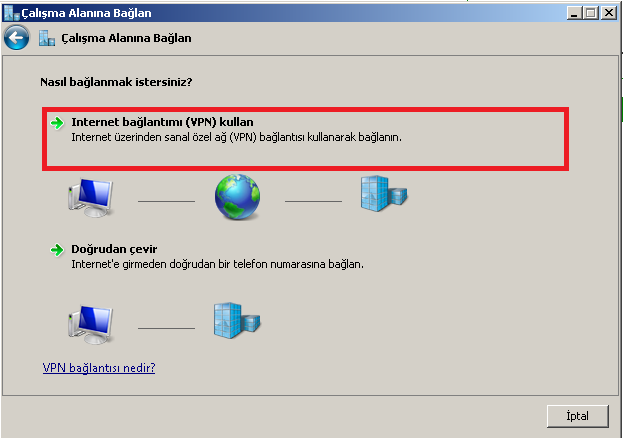 Çalışma Alanına Bağlan
Çalışma Alanına Bağlan
Nasıl bağlanmak istersiniz?
Internet bağlantımı (VPN) kullan
Internet üzerinden sanal özel ağ (VPN) bağlantısı kullanarak bağlanın.
Doğrudan çevir
Internet'e girmeden doğrudan bir telefon numarasına bağlan.
VPN bağlantısı nedir?
İptal